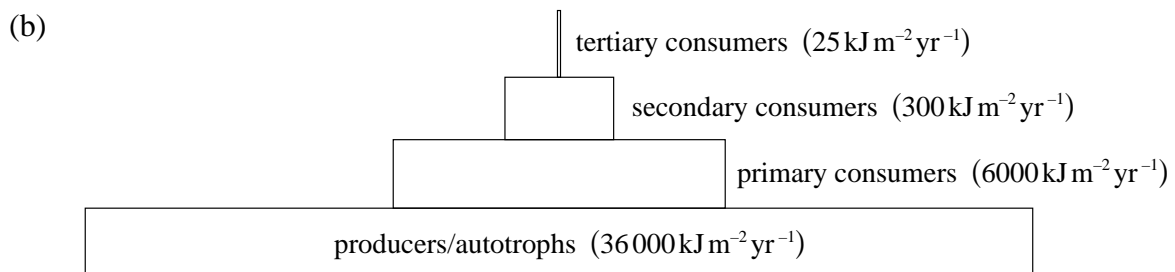 (b)
tertiary consumers (25 kJ m⁻² yr⁻¹)
secondary consumers (300 kJ m⁻² yr⁻¹)
primary consumers (6000 kJ m⁻² yr⁻¹)
producers/autotrophs (36 000 kJ m⁻² yr⁻¹)